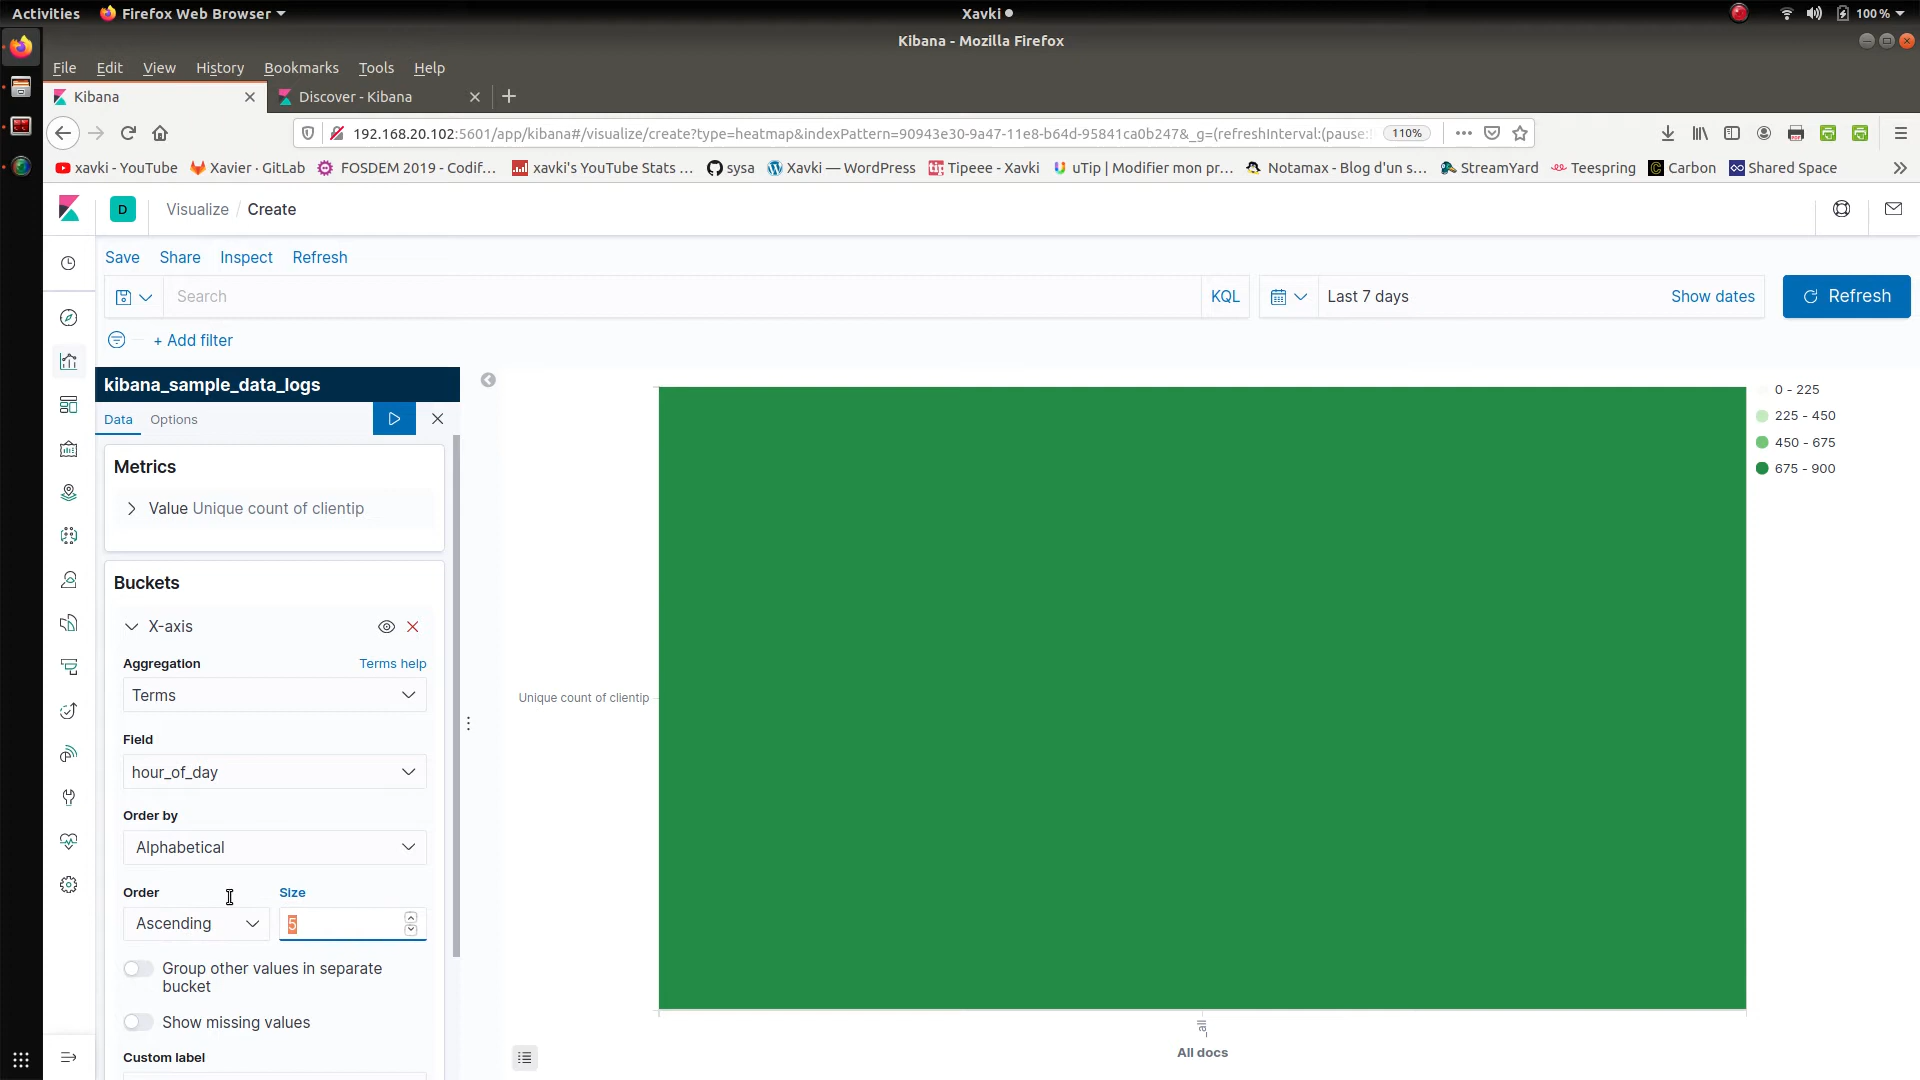 Activities
Firefox Web Browser
Xavki
100 %
Kibana - Mozilla Firefox
File Edit View History Bookmarks Tools Help
Kibana
Discover - Kibana
192.168.20.102:5601/app/kibana#/visualize/create?type=heatmap&indexPattern=90943e30-9a47-11e8-b64d-95841ca0b247&_g=(refreshInterval:(pause:
110%
xavki - YouTube
Xavier · GitLab
FOSDEM 2019 - Codif…
xavki's YouTube Stats …
sysa
Xavki — WordPress
Tipeee - Xavki
uTip | Modifier mon pr…
Notamax - Blog d'un s…
StreamYard
Teespring
Carbon
Shared Space
D
Visualize / Create
Save Share Inspect Refresh
Search
KQL
Last 7 days
Show dates
Refresh
+ Add filter
kibana_sample_data_logs
Data Options
Metrics
Value Unique count of clientip
Buckets
X-axis
Aggregation
Terms help
Terms
Field
hour_of_day
Order by
Alphabetical
Order
Size
Ascending
5
Group other values in separate
bucket
Show missing values
Custom label
Unique count of clientip
_all
All docs
0 - 225
225 - 450
450 - 675
675 - 900